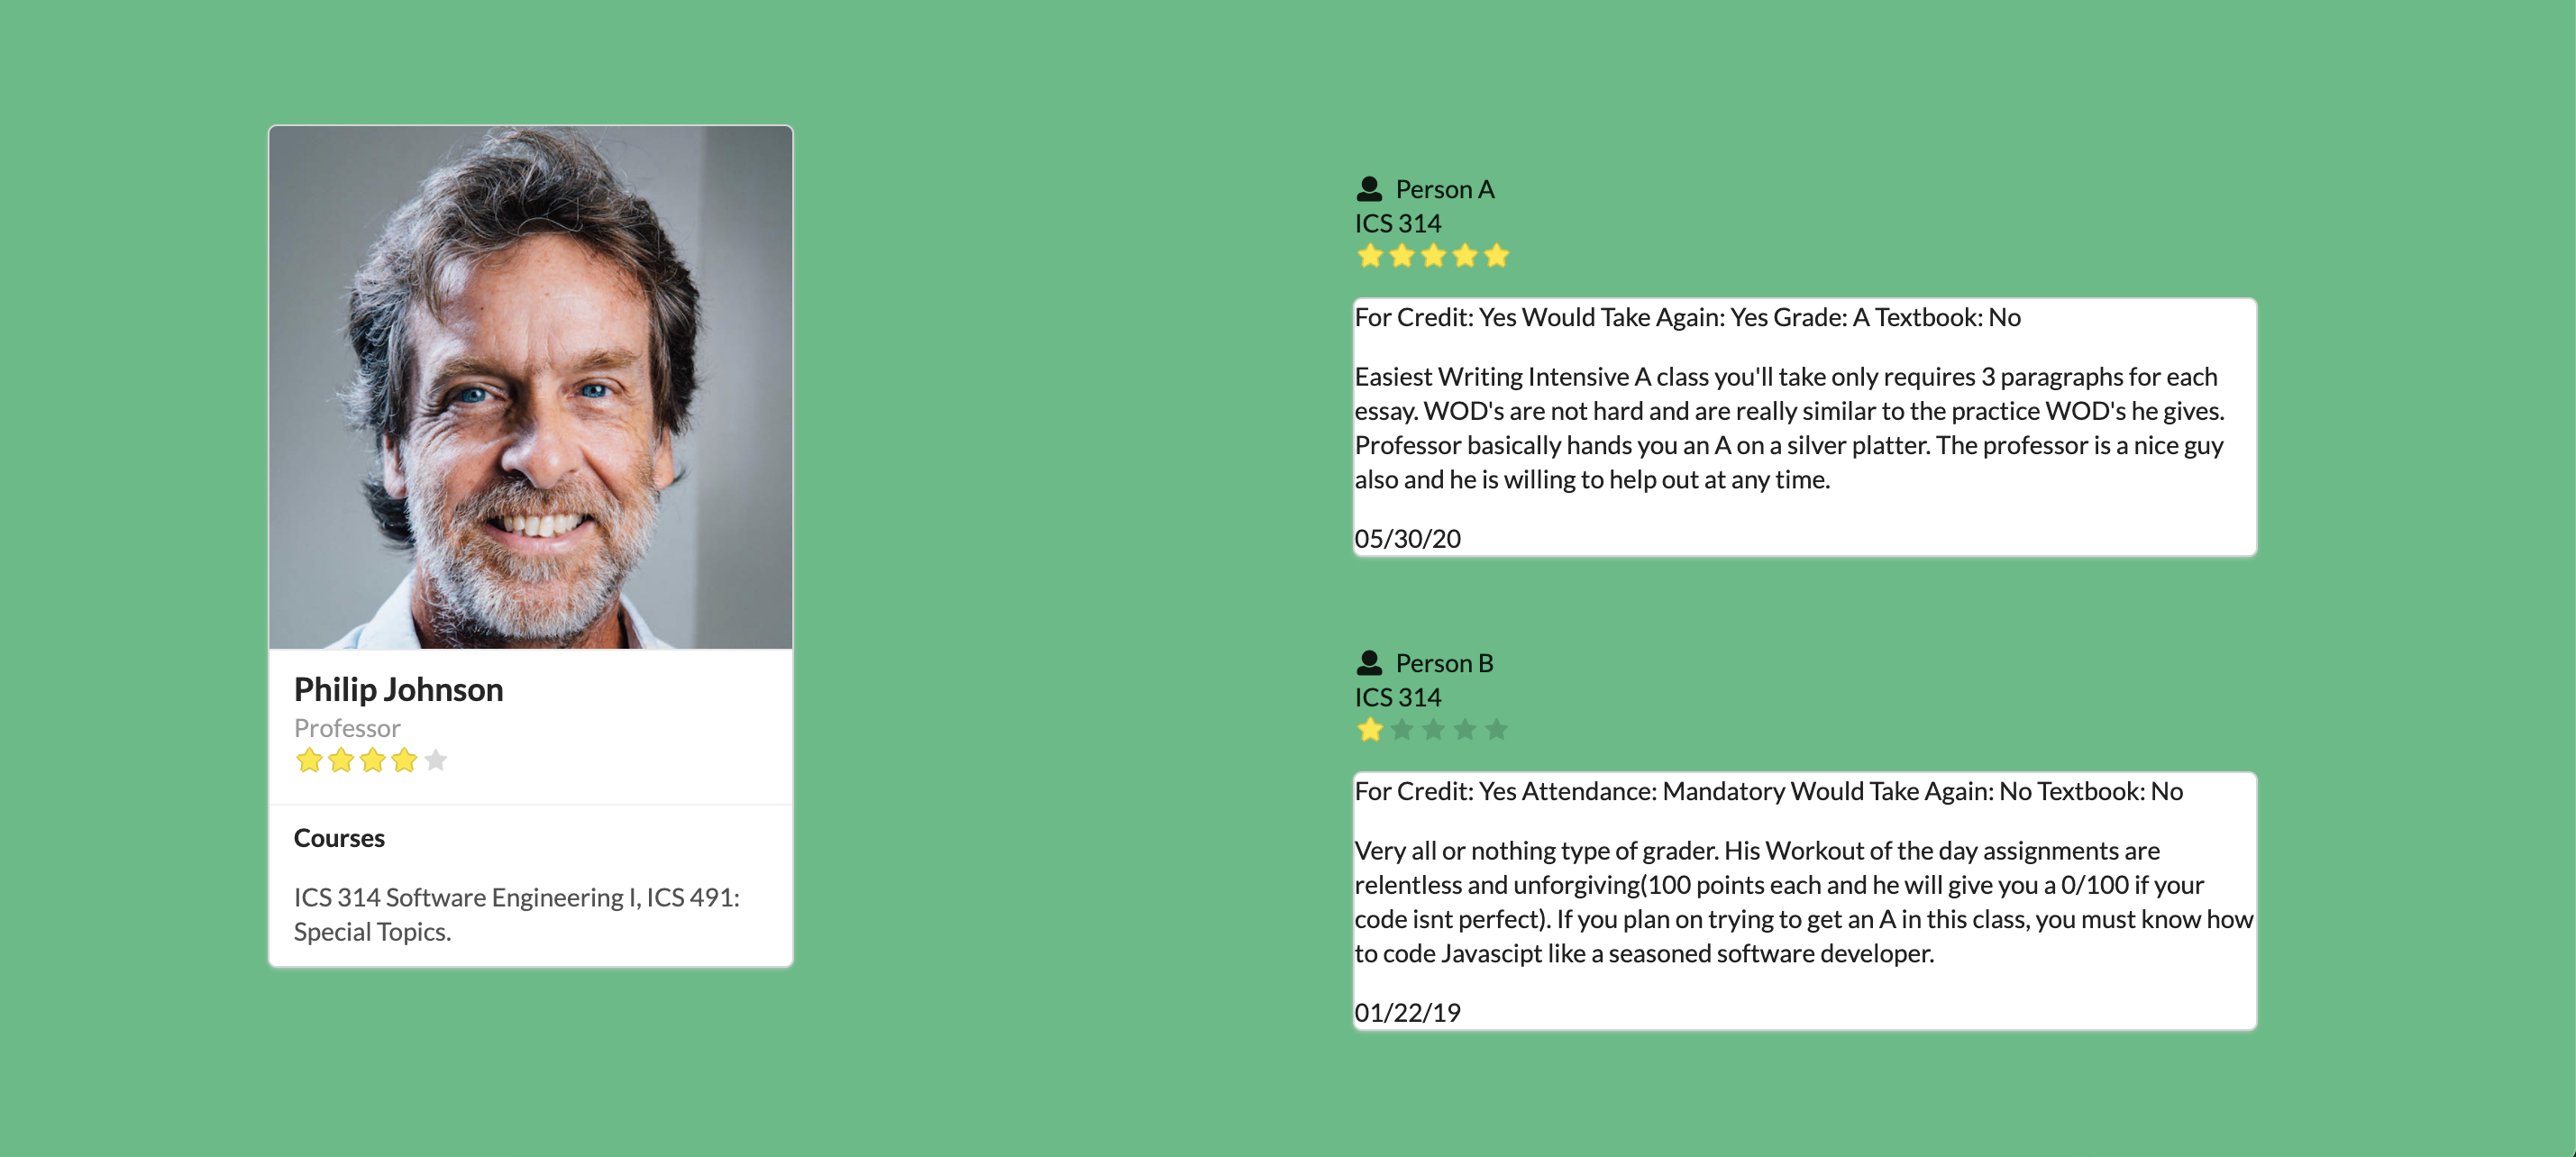 Philip Johnson
Professor
Courses
ICS 314 Software Engineering I, ICS 491:
Special Topics.
Person A
ICS 314
For Credit: Yes Would Take Again: Yes Grade: A Textbook: No
Easiest Writing Intensive A class you'll take only requires 3 paragraphs for each
essay. WOD's are not hard and are really similar to the practice WOD's he gives.
Professor basically hands you an A on a silver platter. The professor is a nice guy
also and he is willing to help out at any time.
05/30/20
Person B
ICS 314
For Credit: Yes Attendance: Mandatory Would Take Again: No Textbook: No
Very all or nothing type of grader. His Workout of the day assignments are
relentless and unforgiving(100 points each and he will give you a 0/100 if your
code isnt perfect). If you plan on trying to get an A in this class, you must know how
to code Javascipt like a seasoned software developer.
01/22/19